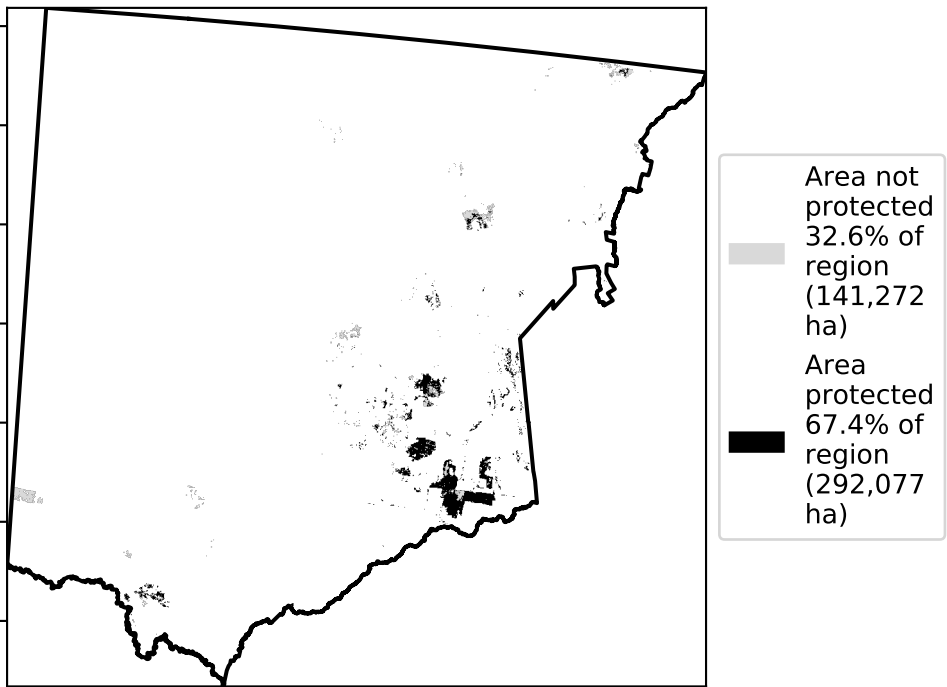 Area not
protected
32.6% of
region
(141,272
ha)
Area
protected
67.4% of
region
(292,077
ha)